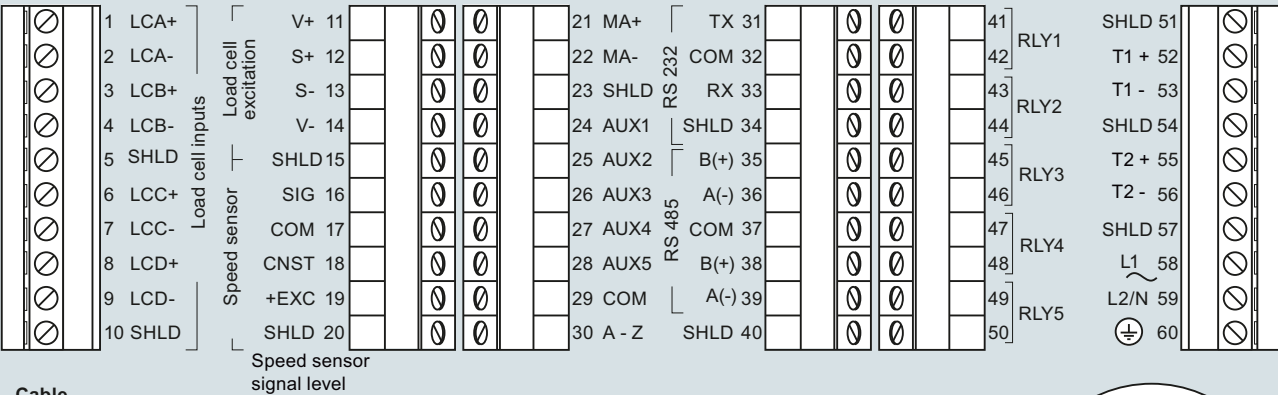 1 LCA+
2 LCA-
3 LCB+
4 LCB-
5 SHLD
6 LCC+
7 LCC-
8 LCD+
9 LCD-
10 SHLD
Load cell inputs
Load cell
excitation
Speed sensor
V+ 11
S+ 12
S- 13
V- 14
SHLD 15
SIG 16
COM 17
CNST 18
+EXC 19
SHLD 20
Speed sensor
signal level
21 MA+
22 MA-
23 SHLD
24 AUX1
25 AUX2
26 AUX3
27 AUX4
28 AUX5
29 COM
30 A - Z
RS 232
RS 485
TX 31
COM 32
RX 33
SHLD 34
B(+) 35
A(-) 36
COM 37
B(+) 38
A(-) 39
SHLD 40
41
42
RLY1
43
44
RLY2
45
46
RLY3
47
48
RLY4
49
50
RLY5
SHLD 51
T1 + 52
T1 - 53
SHLD 54
T2 + 55
T2 - 56
SHLD 57
L1 58
L2/N 59
60
Cable